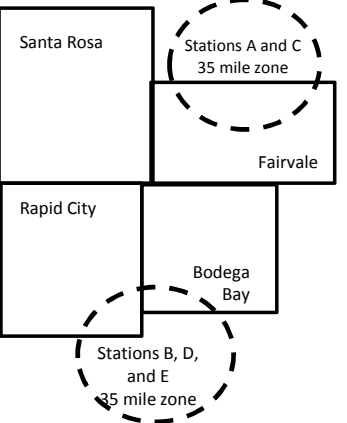 Santa Rosa
Stations A and C
35 mile zone
Fairvale
Rapid City
Bodega
Bay
Stations B, D,
and E
35 mile zone